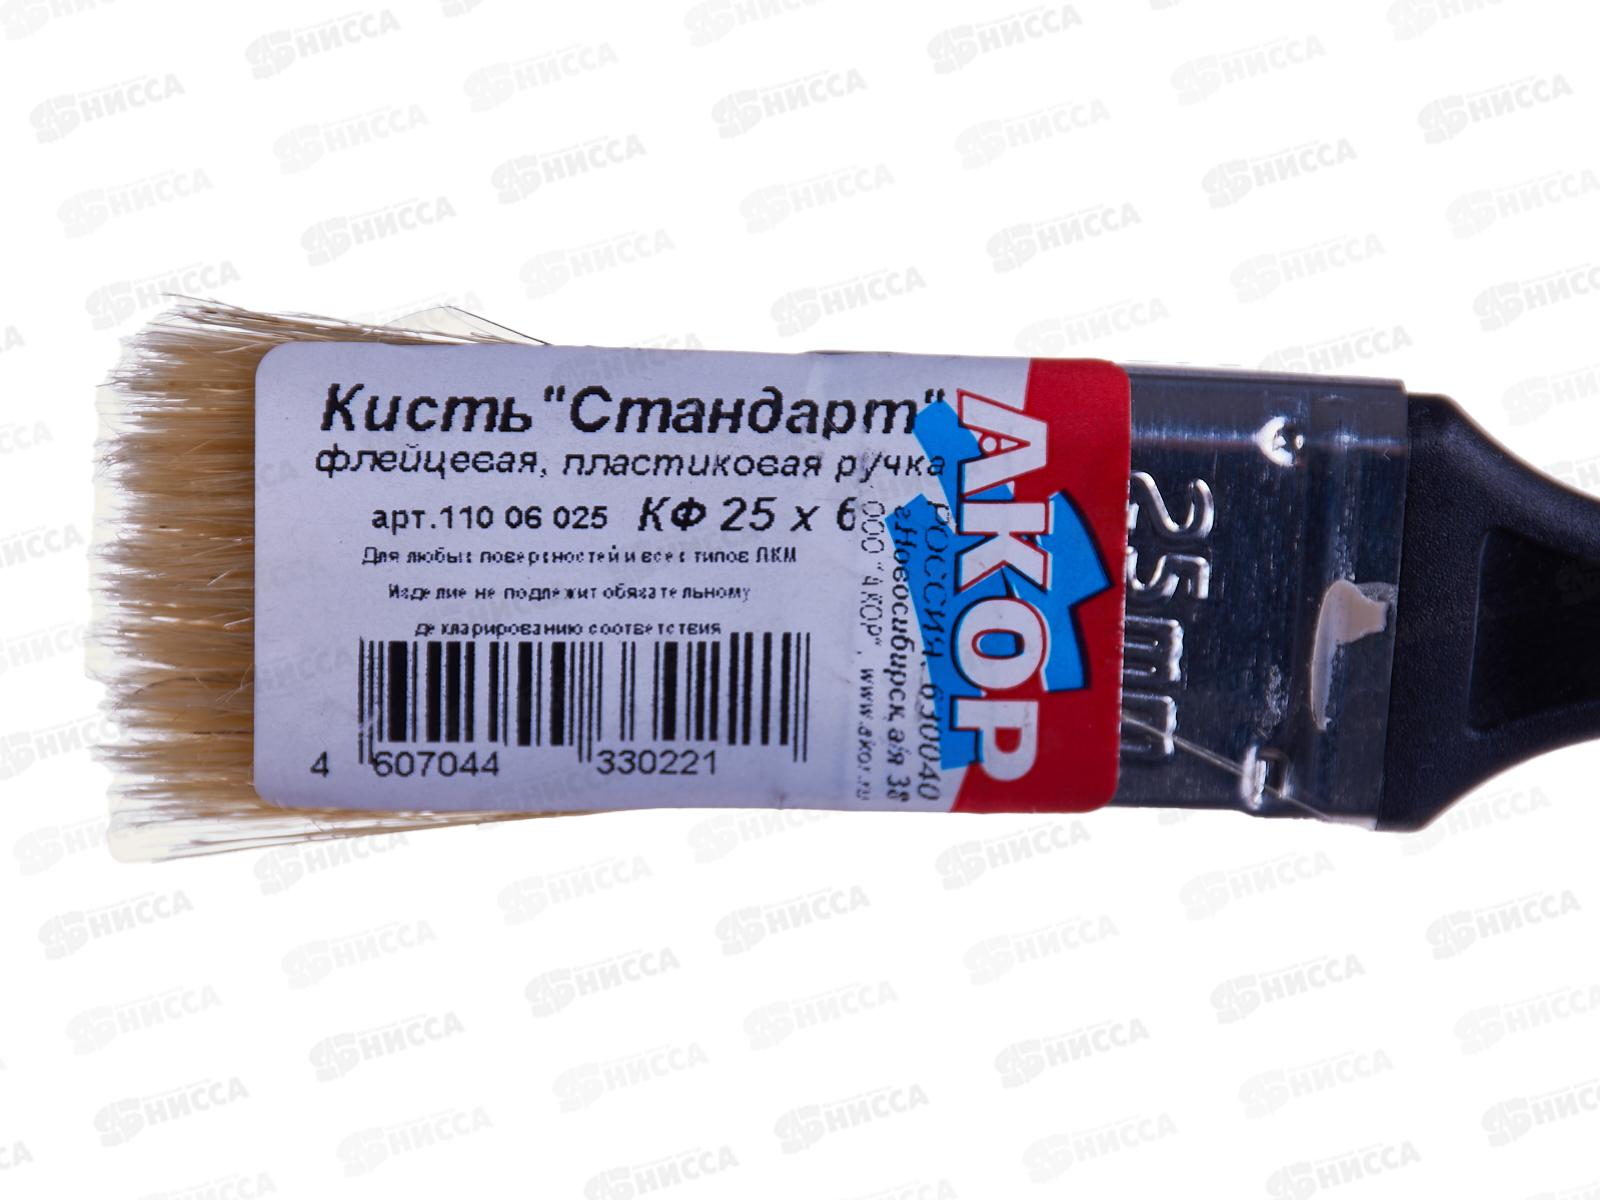 Кисть "Стандарт"
флейцевая, пластиковая ручка
арт.110 06 025 КФ 25 х 6
Для любых поверхностей и всех типов ЛКМ
Изделие не подлежит обязательному
декларированию соответствия
4 607044 330221
АКОР
РОССИЯ, 630040
г.Новосибирск, а/я 38
ООО "АКОР", www.akor.ru
25mm
НИССА